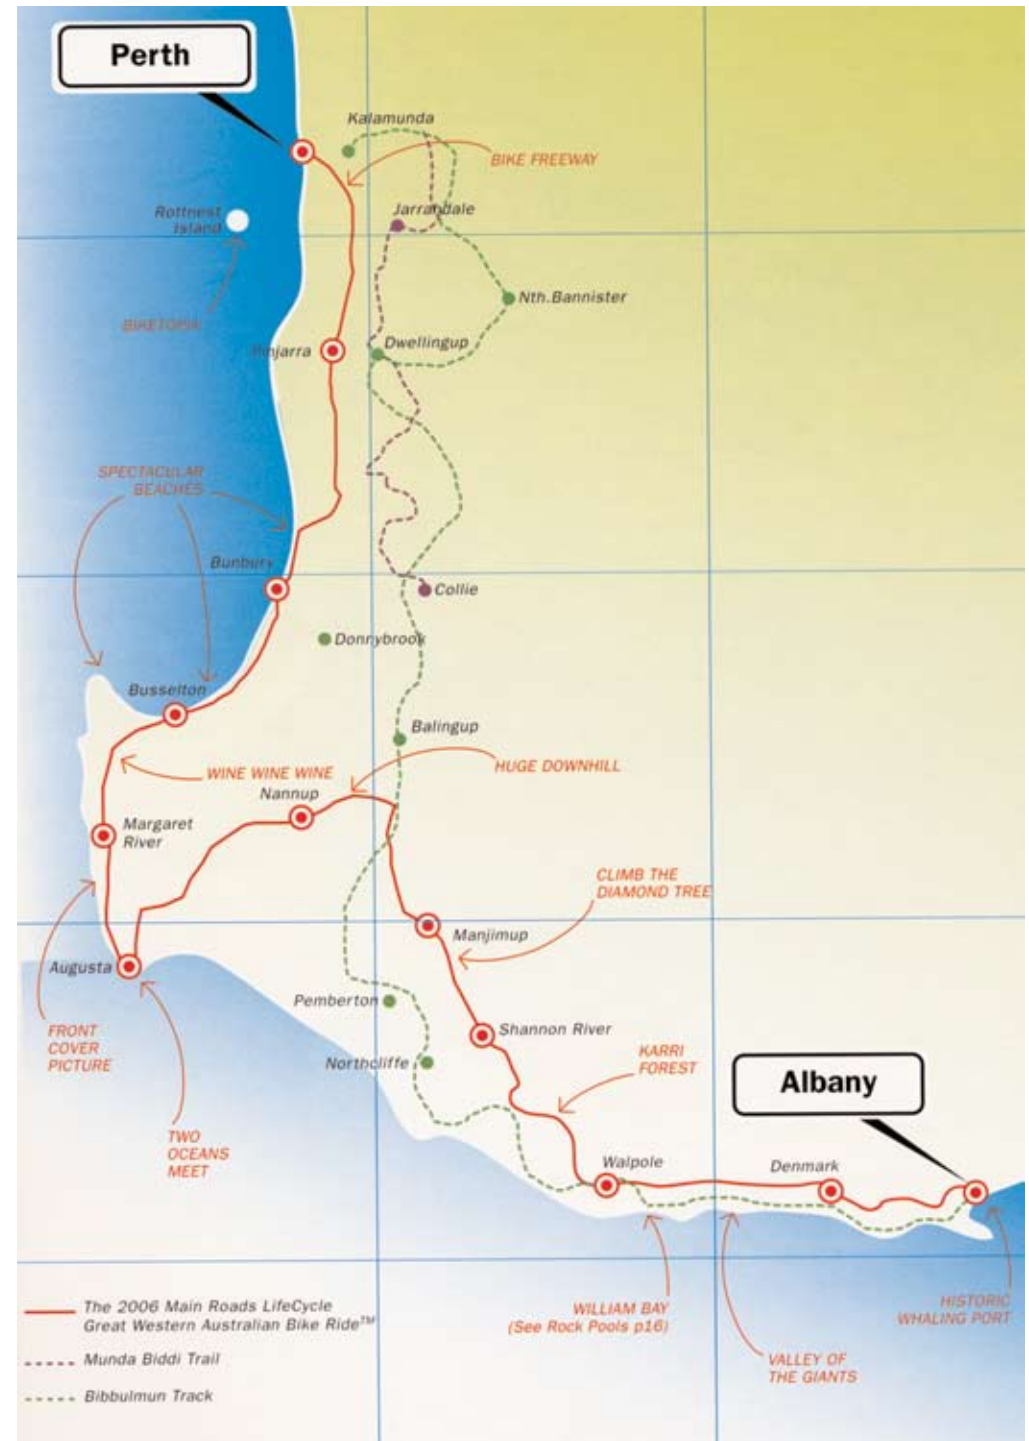 Perth
Kalamunda
BIKE FREEWAY
Rottnest
Island
Jarrahdale
BIKETOPIA
Nth.Bannister
Pinjarra
Dwellingup
SPECTACULAR
BEACHES
Bunbury
Collie
Donnybrook
Busselton
Balingup
WINE WINE WINE
HUGE DOWNHILL
Nannup
Margaret
River
CLIMB THE
DIAMOND TREE
Manjimup
Augusta
Pemberton
Shannon River
FRONT
COVER
PICTURE
Northcliffe
KARRI
FOREST
Albany
TWO
OCEANS
MEET
Walpole
Denmark
The 2006 Main Roads LifeCycle
Great Western Australian Bike Ride™
Munda Biddi Trail
Bibbulmun Track
WILLIAM BAY
(See Rock Pools p16)
HISTORIC
WHALING PORT
VALLEY OF
THE GIANTS